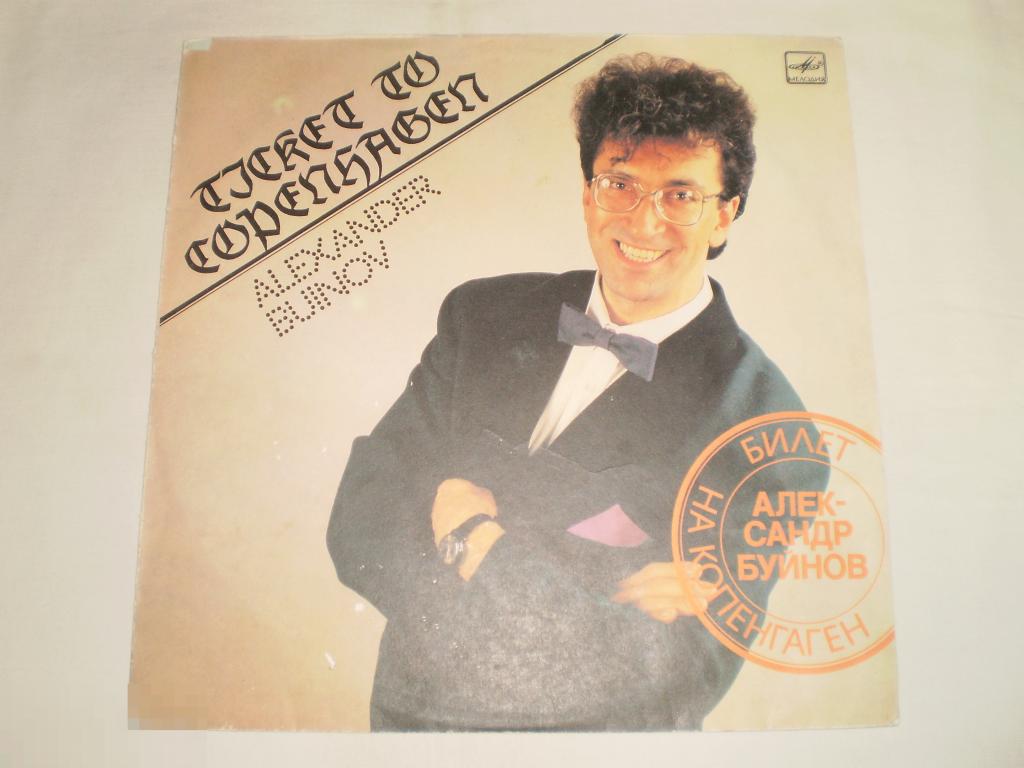 TICKET TO
COPENHAGEN
ALEXANDER
BUINOV
МЕЛОДИЯ
БИЛЕТ
НА КОПЕНГАГЕН
АЛЕК-
САНДР
БУЙНОВ